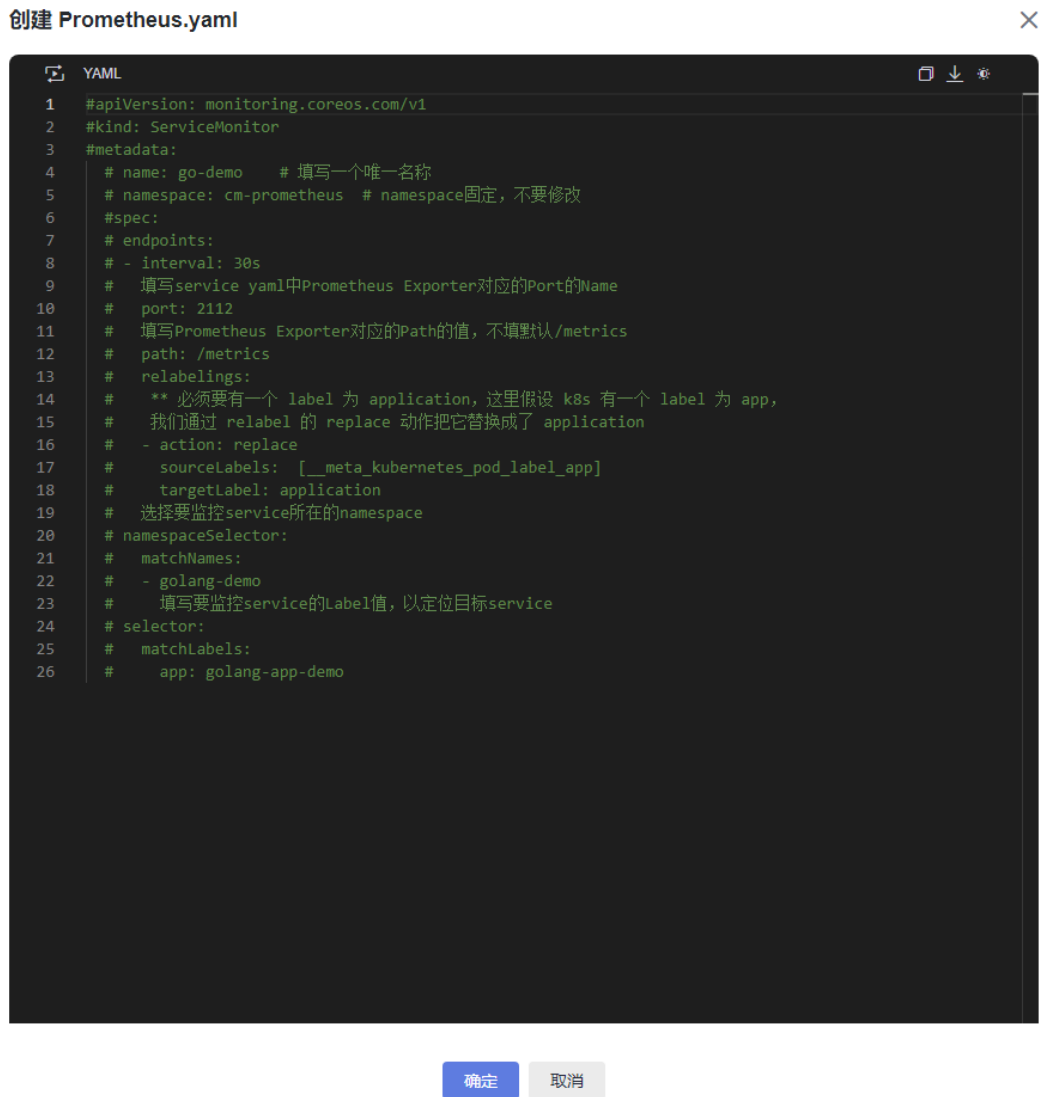 创建 Prometheus.yaml
YAML
1 #apiVersion: monitoring.coreos.com/v1
2 #kind: ServiceMonitor
3 #metadata:
4   # name: go-demo    # 填写一个唯一名称
5   # namespace: cm-prometheus  # namespace固定，不要修改
6   #spec:
7   # endpoints:
8   # - interval: 30s
9   #   填写service yaml中Prometheus Exporter对应的Port的Name
10   #   port: 2112
11   #   填写Prometheus Exporter对应的Path的值，不填默认/metrics
12   #   path: /metrics
13   #   relabelings:
14   #    ** 必须要有一个 label 为 application，这里假设 k8s 有一个 label 为 app，
15   #    我们通过 relabel 的 replace 动作把它替换成了 application
16   #   - action: replace
17   #     sourceLabels:  [__meta_kubernetes_pod_label_app]
18   #     targetLabel: application
19   #   选择要监控service所在的namespace
20   # namespaceSelector:
21   #   matchNames:
22   #   - golang-demo
23   #     填写要监控service的Label值，以定位目标service
24   # selector:
25   #   matchLabels:
26   #     app: golang-app-demo
确定 取消